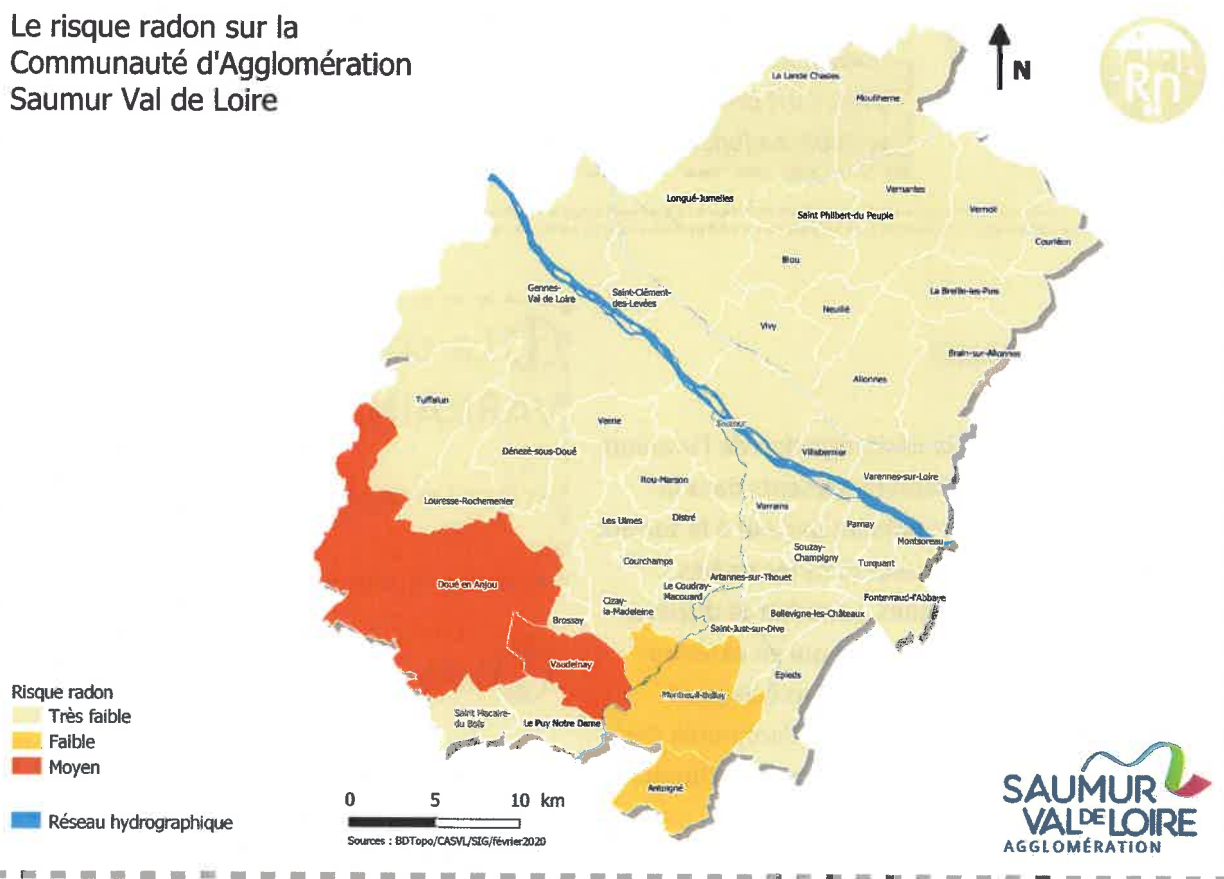 Le risque radon sur la
Communauté d'Agglomération
Saumur Val de Loire
N
Rn
La Lande Chasles
Mouliherne
Longué-Jumelles
Vernantes
Saint Philbert-du Peuple
Vernoil
Courléon
Blou
Gennes-
Val de Loire
Saint-Clément-
des-Levées
La Breille-les-Pins
Neuillé
Vivy
Brain-sur-Allonnes
Allonnes
Tuffalun
Verrie
Saumur
Dénezé-sous-Doué
Villebernier
Rou-Marson
Varennes-sur-Loire
Louresse-Rochemenier
Les Ulmes
Distré
Varrains
Parnay
Montsoreau
Souzay-
Champigny
Courchamps
Turquant
Doué en Anjou
Artannes-sur-Thouet
Le Coudray-
Macouard
Fontevraud-l'Abbaye
Cizay-
la-Madeleine
Bellevigne-les-Châteaux
Brossay
Saint-Just-sur-Dive
Vaudelnay
Epieds
Montreuil-Bellay
Saint Macaire-
du Bois
Le Puy Notre Dame
Antoigné
Risque radon
Très faible
Faible
Moyen
Réseau hydrographique
0 5 10 km
Sources : BDTopo/CASVL/SIG/février2020
SAUMUR
VAL DE LOIRE
AGGLOMÉRATION